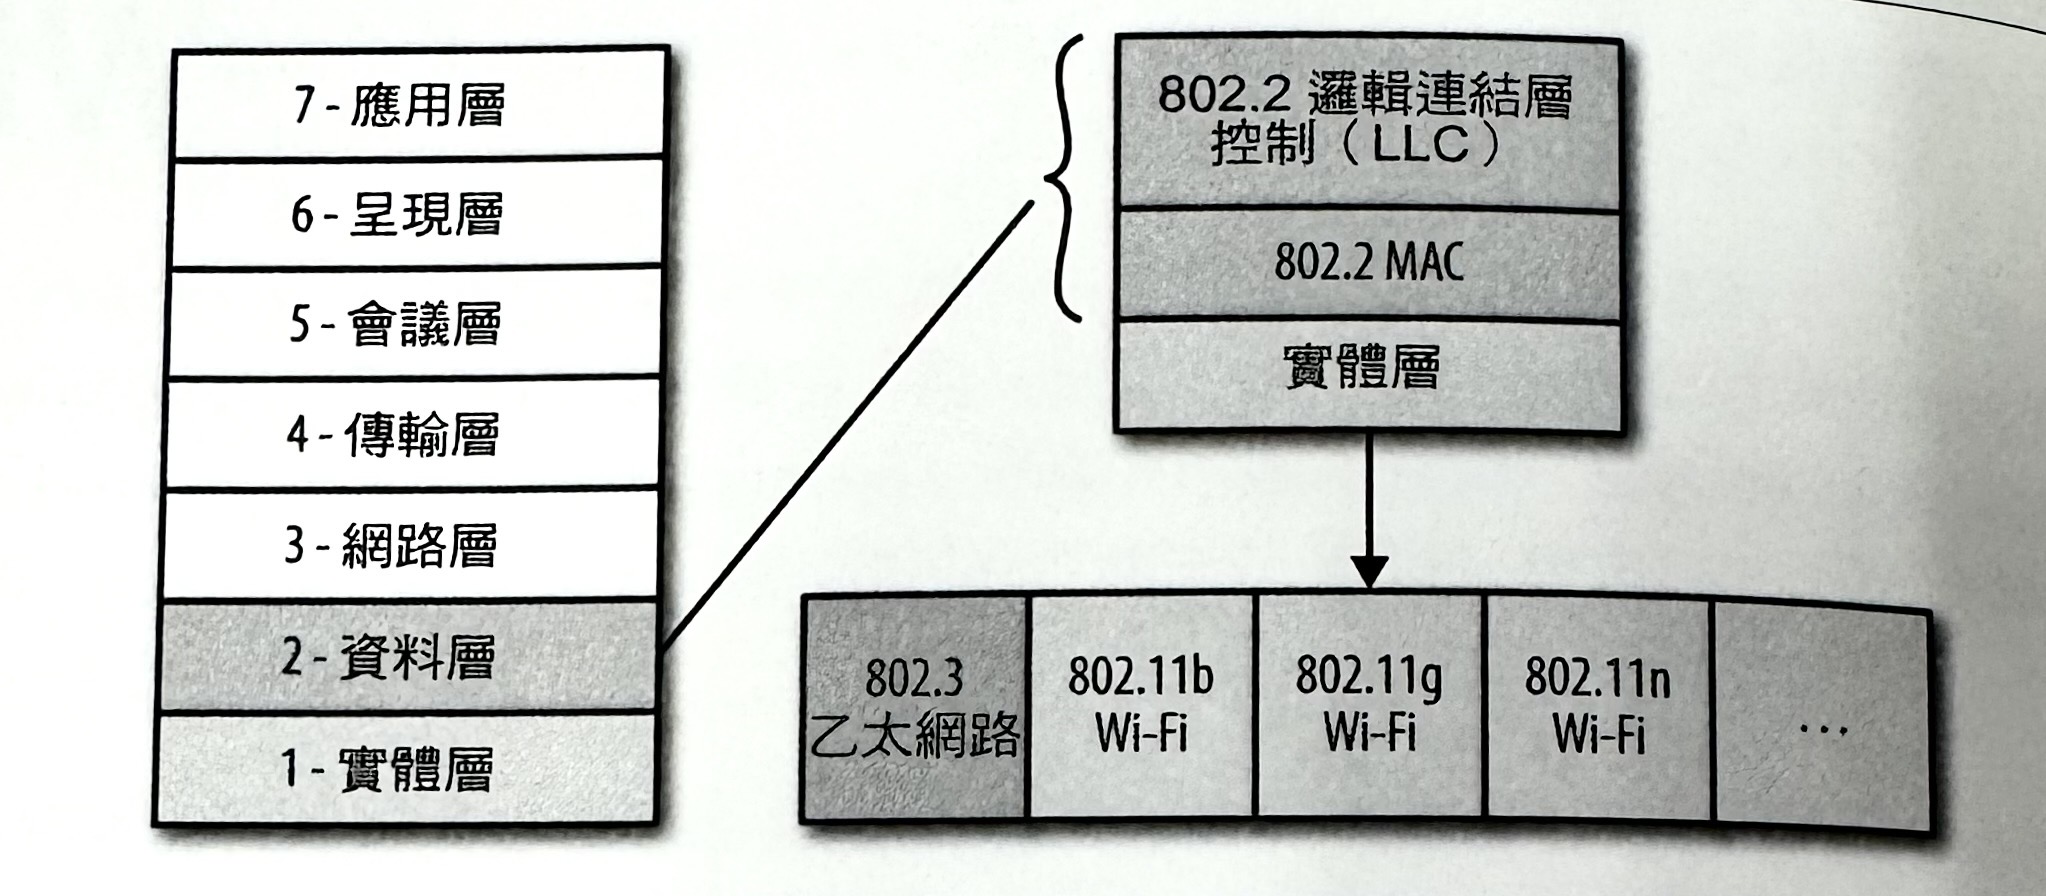 7 - 應用層
6 - 呈現層
5 - 會議層
4 - 傳輸層
3 - 網路層
2 - 資料層
1 - 實體層
802.2 邏輯連結層
控制（LLC）
802.2 MAC
實體層
802.3
乙太網路
802.11b
Wi-Fi
802.11g
Wi-Fi
802.11n
Wi-Fi
...